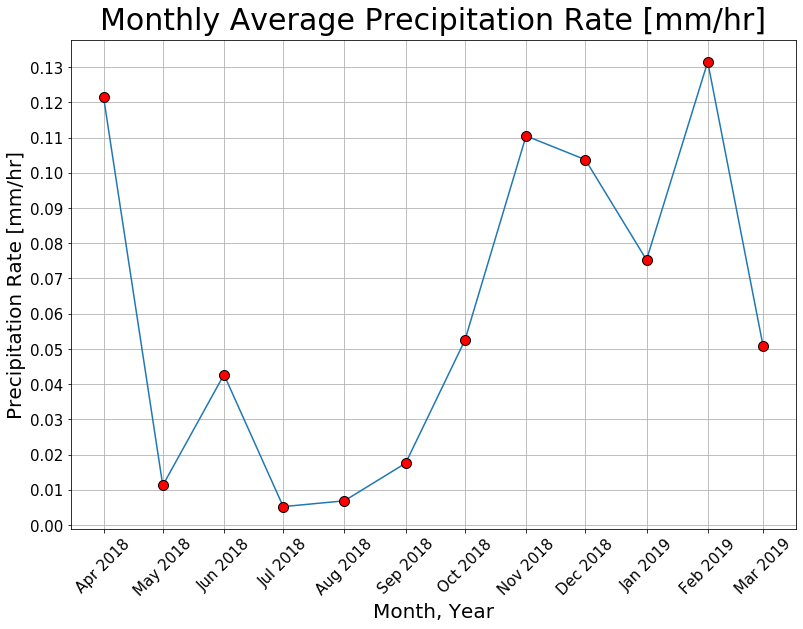 Monthly Average Precipitation Rate [mm/hr]
Precipitation Rate [mm/hr]
0.13
0.12
0.11
0.10
0.09
0.08
0.07
0.06
0.05
0.04
0.03
0.02
0.01
0.00
Apr 2018
May 2018
Jun 2018
Jul 2018
Aug 2018
Sep 2018
Oct 2018
Nov 2018
Dec 2018
Jan 2019
Feb 2019
Mar 2019
Month, Year